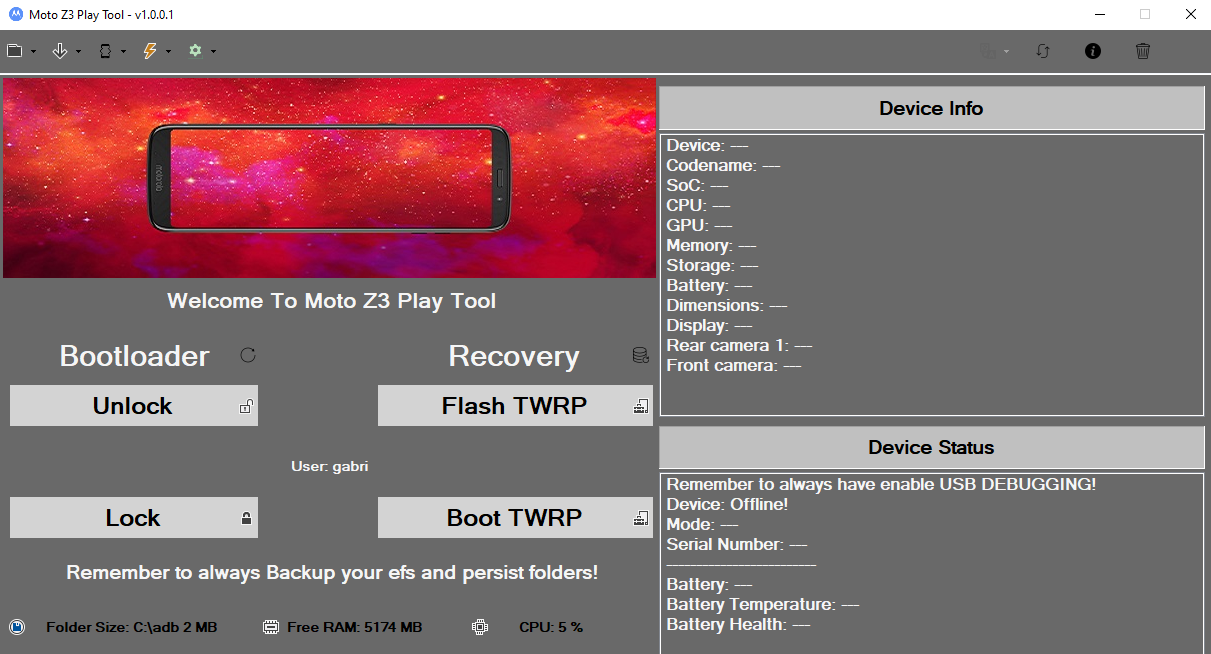 Moto Z3 Play Tool - v1.0.0.1
motorola
Welcome To Moto Z3 Play Tool
Bootloader
Recovery
Unlock
Flash TWRP
User: gabri
Lock
Boot TWRP
Remember to always Backup your efs and persist folders!
Folder Size: C:\adb 2 MB
Free RAM: 5174 MB
CPU: 5 %
Device Info
Device: ---
Codename: ---
SoC: ---
CPU: ---
GPU: ---
Memory: ---
Storage: ---
Battery: ---
Dimensions: ---
Display: ---
Rear camera 1: ---
Front camera: ---
Device Status
Remember to always have enable USB DEBUGGING!
Device: Offline!
Mode: ---
Serial Number: ---
-------------------------
Battery: ---
Battery Temperature: ---
Battery Health: ---